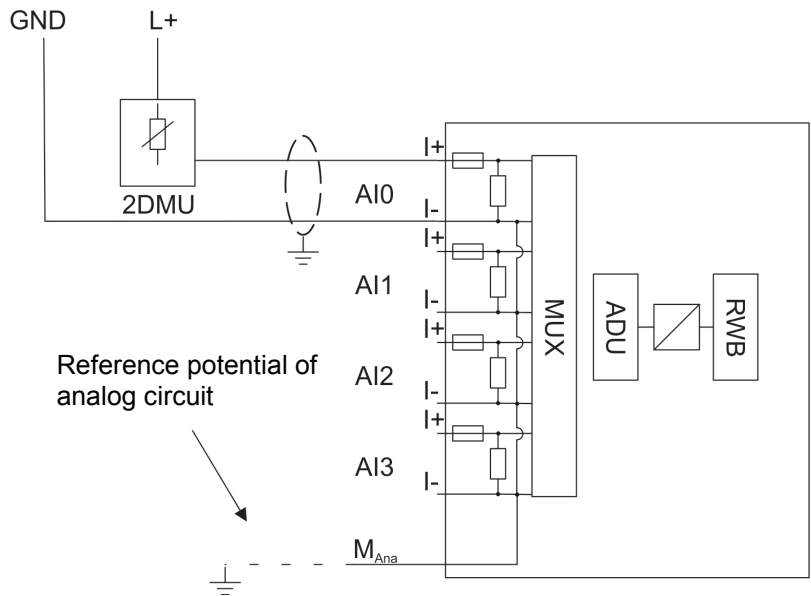 GND
L+
2DMU
I+
AI0
I-
I+
AI1
I-
I+
AI2
I-
I+
AI3
I-
MUX
ADU
RWB
Reference potential of
analog circuit
MAna